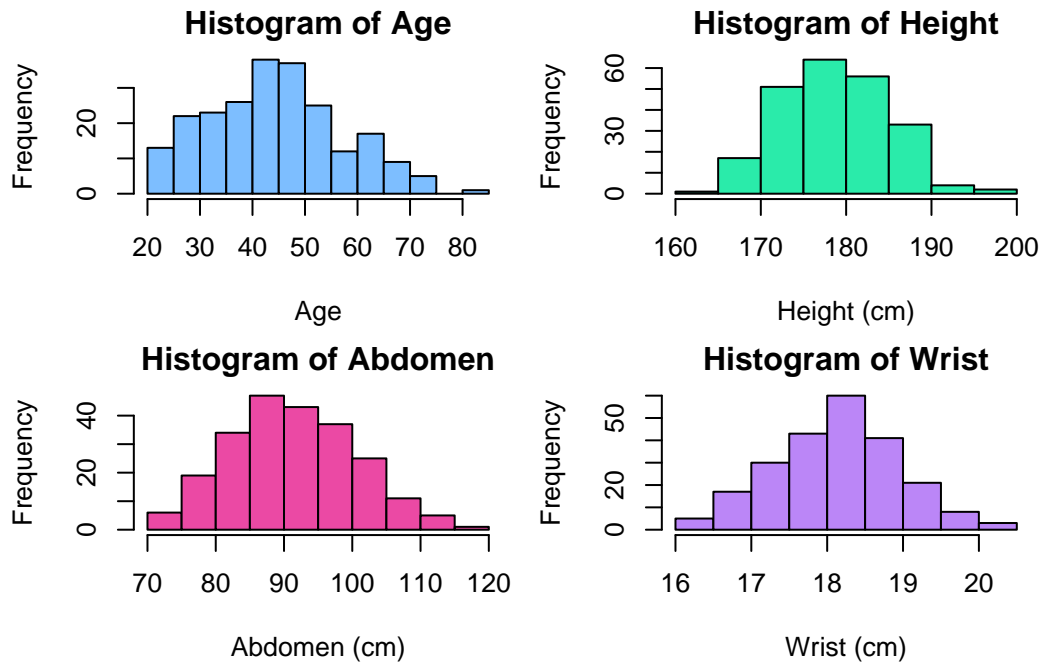 Histogram of Age
Frequency
0
20
20 30 40 50 60 70 80
Age
Histogram of Height
Frequency
0
30
60
160 170 180 190 200
Height (cm)
Histogram of Abdomen
Frequency
0
20
40
70 80 90 100 110 120
Abdomen (cm)
Histogram of Wrist
Frequency
0
20
50
16 17 18 19 20
Wrist (cm)